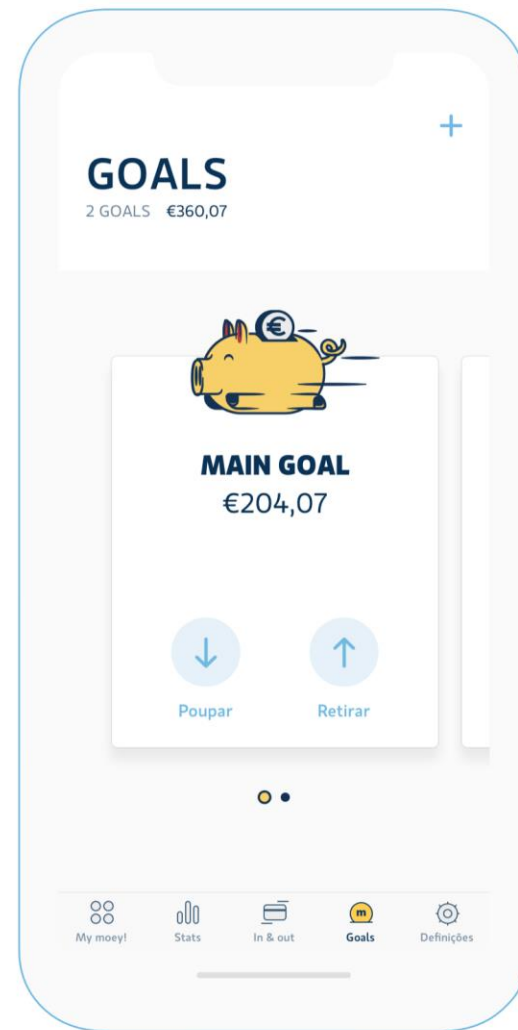 +
GOALS
2 GOALS €360,07
€
MAIN GOAL
€204,07
Poupar Retirar
m
My moey! Stats In & out Goals Definições